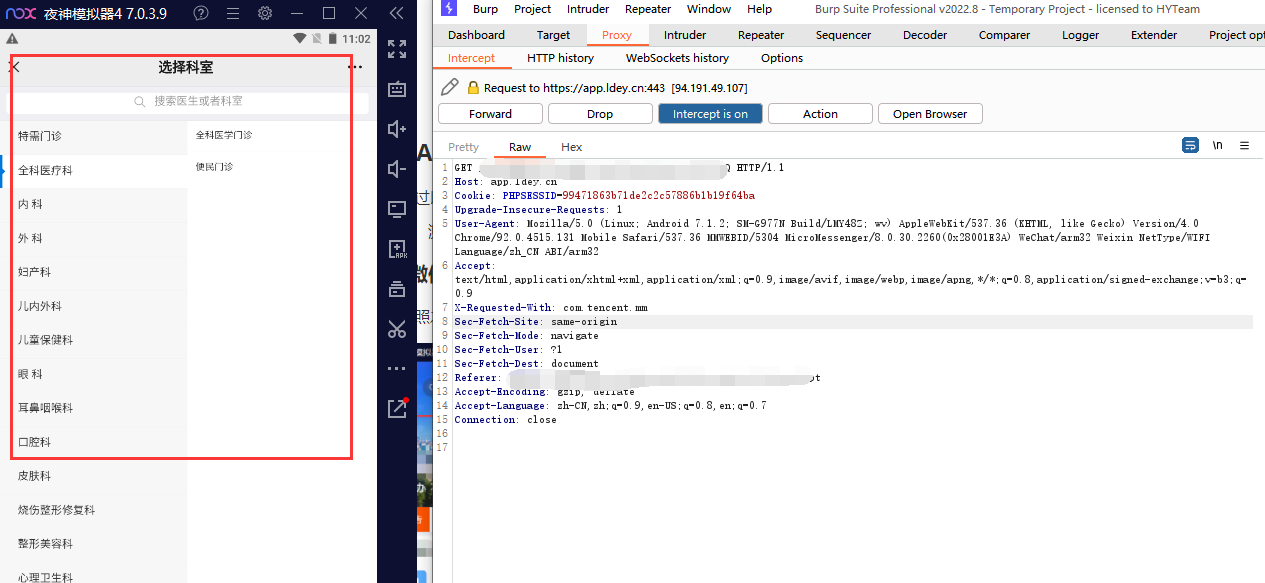 nox 夜神模拟器4 7.0.3.9
11:02
选择科室
搜索医生或者科室
特需门诊
全科医疗科
内 科
外 科
妇产科
儿内外科
儿童保健科
眼 科
耳鼻咽喉科
口腔科
皮肤科
烧伤整形修复科
整形美容科
心理卫生科
全科医学门诊
便民门诊
APK
Burp Project Intruder Repeater Window Help Burp Suite Professional v2022.8 - Temporary Project - licensed to HYTeam
Dashboard Target Proxy Intruder Repeater Sequencer Decoder Comparer Logger Extender Project opt
Intercept HTTP history WebSockets history Options
Request to https://app.ldey.cn:443 [94.191.49.107]
Forward Drop Intercept is on Action Open Browser
Pretty Raw Hex \n
1 GET Q HTTP/1.1
2 Host: app.ldey.cn
3 Cookie: PHPSESSID=99471863b71de2c2c57886b1b19f64ba
4 Upgrade-Insecure-Requests: 1
5 User-Agent: Mozilla/5.0 (Linux; Android 7.1.2; SM-G977N Build/LMY48Z; wv) AppleWebKit/537.36 (KHTML, like Gecko) Version/4.0
Chrome/92.0.4515.131 Mobile Safari/537.36 MMWEBID/5304 MicroMessenger/8.0.30.2260(0x28001E3A) WeChat/arm32 Weixin NetType/WIFI
Language/zh_CN ABI/arm32
6 Accept:
text/html,application/xhtml+xml,application/xml;q=0.9,image/avif,image/webp,image/apng,*/*;q=0.8,application/signed-exchange;v=b3;q=
0.9
7 X-Requested-With: com.tencent.mm
8 Sec-Fetch-Site: same-origin
9 Sec-Fetch-Mode: navigate
10 Sec-Fetch-User: ?1
11 Sec-Fetch-Dest: document
12 Referer: pt
13 Accept-Encoding: gzip, deflate
14 Accept-Language: zh-CN,zh;q=0.9,en-US;q=0.8,en;q=0.7
15 Connection: close
16
17